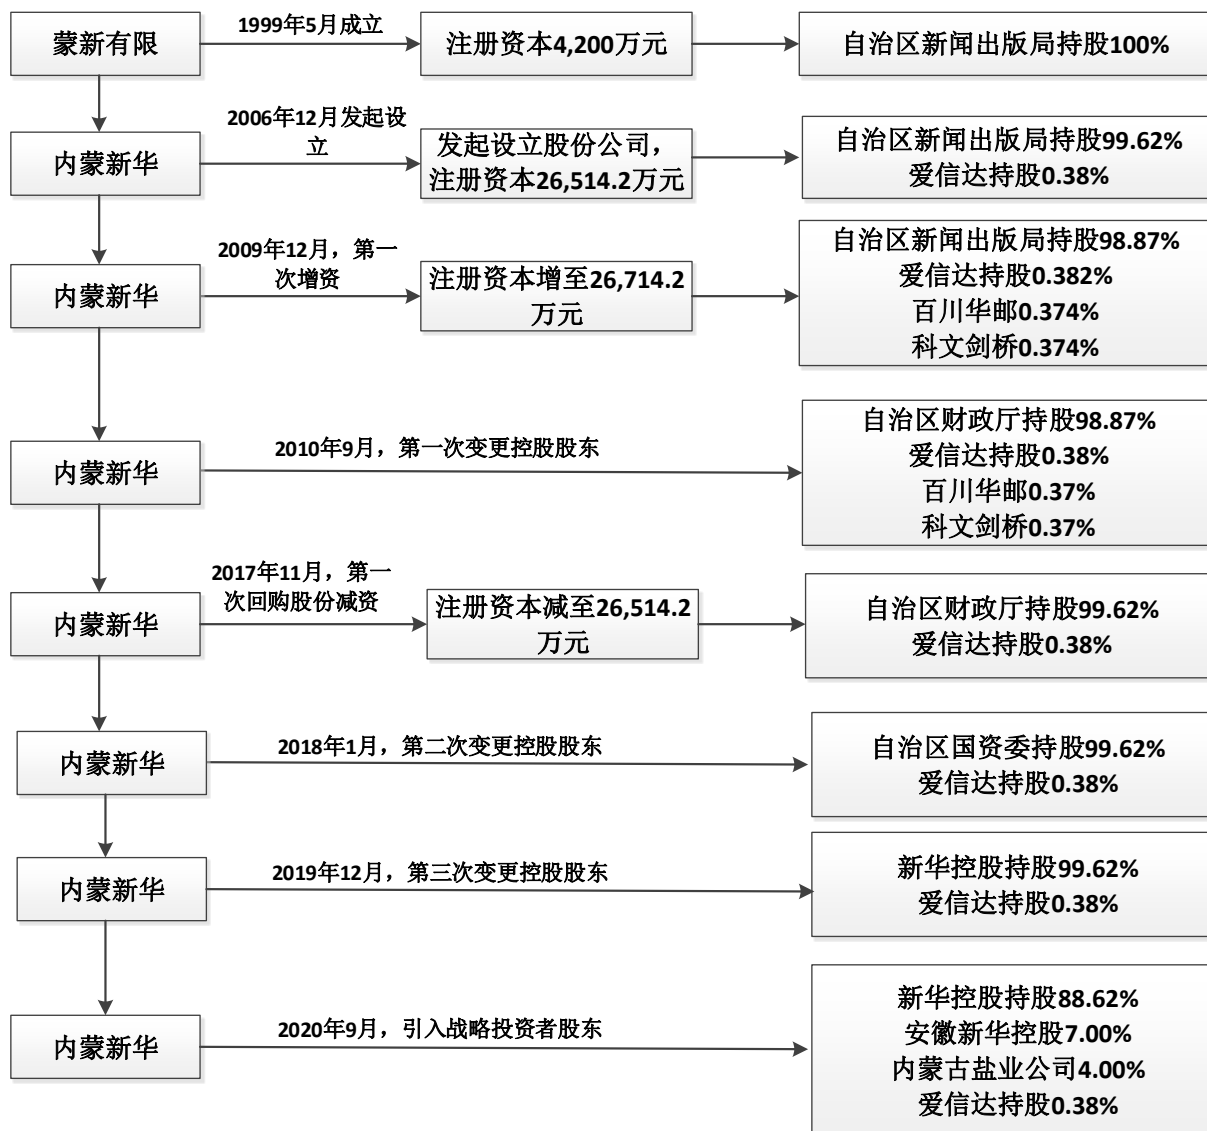 蒙新有限
1999年5月成立
注册资本4,200万元
自治区新闻出版局持股100%
内蒙新华
2006年12月发起设
立
发起设立股份公司，
注册资本26,514.2万元
自治区新闻出版局持股99.62%
爱信达持股0.38%
内蒙新华
2009年12月，第一
次增资
注册资本增至26,714.2
万元
自治区新闻出版局持股98.87%
爱信达持股0.382%
百川华邮0.374%
科文剑桥0.374%
内蒙新华
2010年9月，第一次变更控股股东
自治区财政厅持股98.87%
爱信达持股0.38%
百川华邮0.37%
科文剑桥0.37%
内蒙新华
2017年11月，第一
次回购股份减资
注册资本减至26,514.2
万元
自治区财政厅持股99.62%
爱信达持股0.38%
内蒙新华
2018年1月，第二次变更控股股东
自治区国资委持股99.62%
爱信达持股0.38%
内蒙新华
2019年12月，第三次变更控股股东
新华控股持股99.62%
爱信达持股0.38%
内蒙新华
2020年9月，引入战略投资者股东
新华控股持股88.62%
安徽新华控股7.00%
内蒙古盐业公司4.00%
爱信达持股0.38%